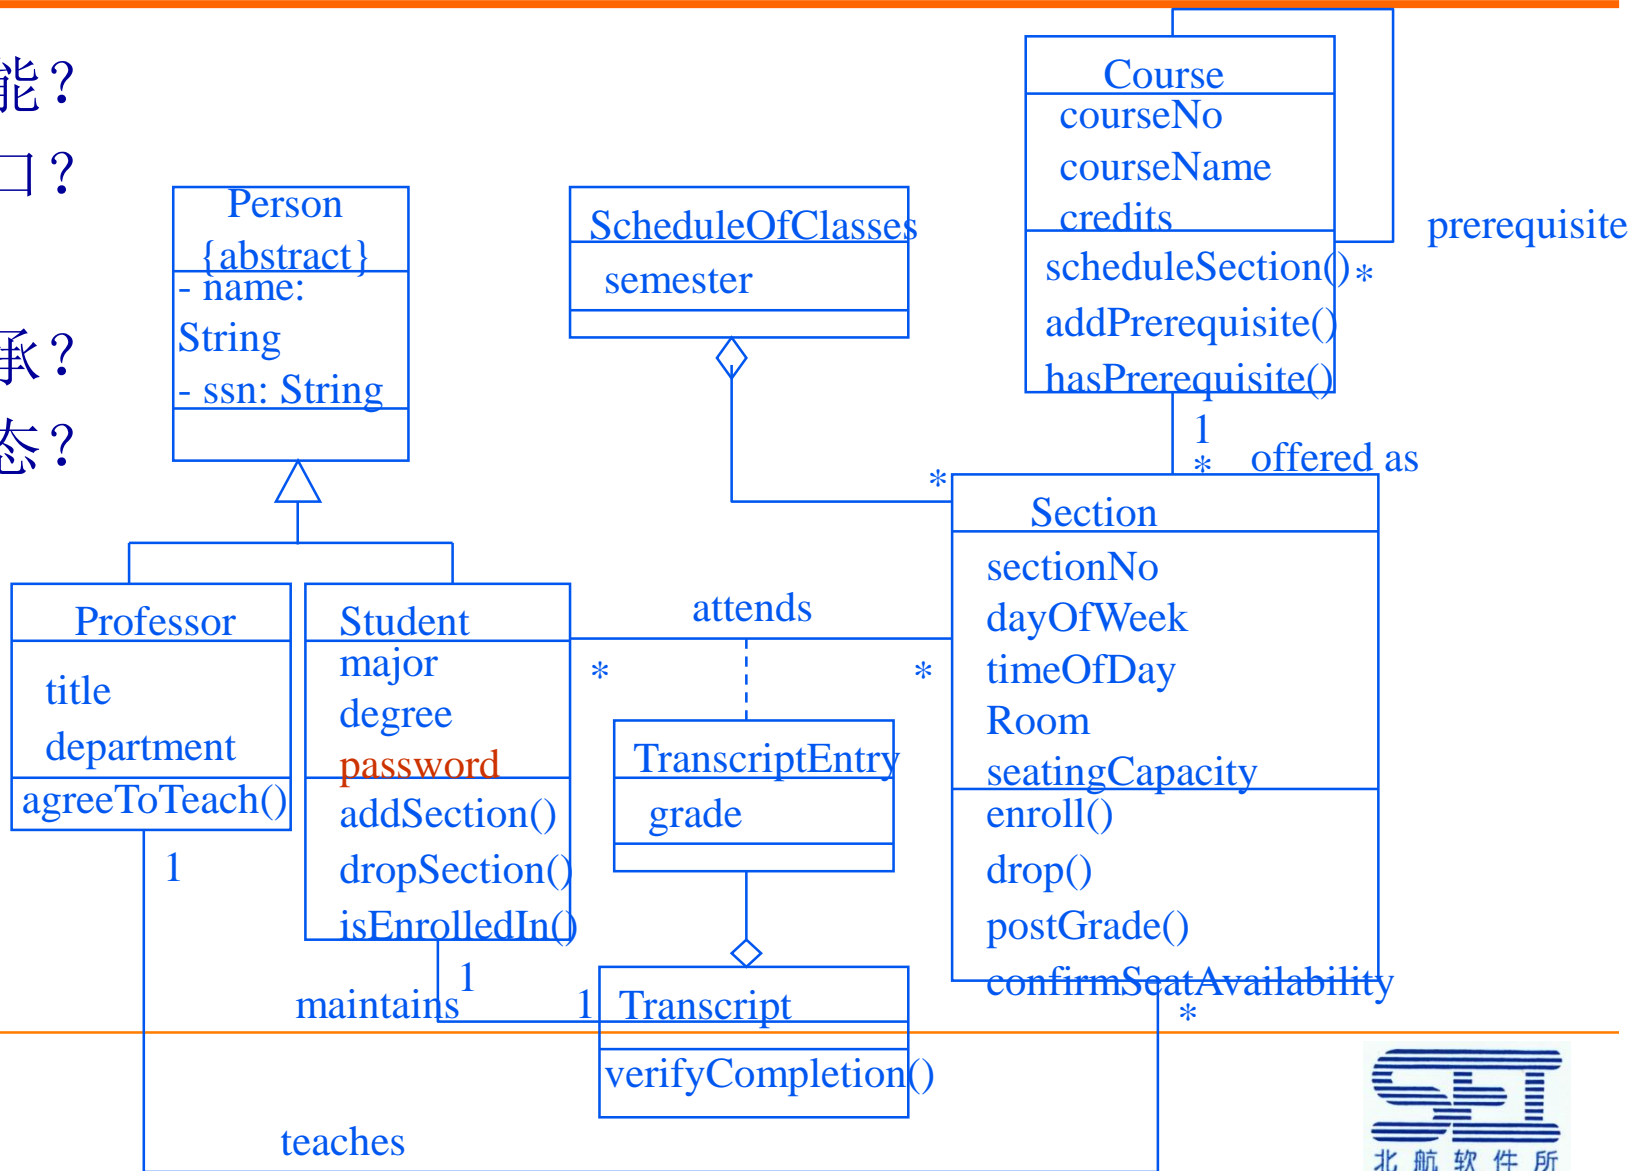 能？
口？
承？
态？
Course
courseNo
courseName
credits
scheduleSection()
addPrerequisite()
hasPrerequisite()
prerequisite
*
Person
{abstract}
- name:
String
- ssn: String
ScheduleOfClasses
semester
1
*
offered as
*
Section
sectionNo
dayOfWeek
timeOfDay
Room
seatingCapacity
enroll()
drop()
postGrade()
confirmSeatAvailability
*
Professor
title
department
agreeToTeach()
1
Student
major
degree
password
addSection()
dropSection()
isEnrolledIn()
attends
*
*
TranscriptEntry
grade
1
maintains
1
Transcript
verifyCompletion()
teaches
SEI
北航软件所